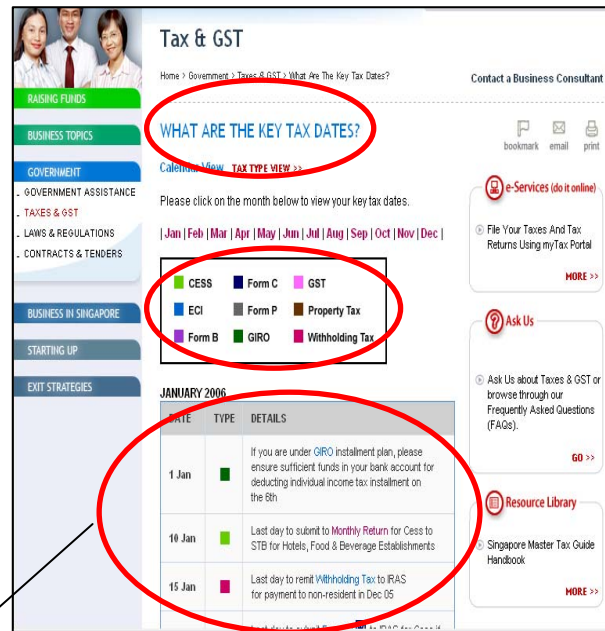 Tax & GST
Home > Government > Taxes & GST > What Are The Key Tax Dates?
Contact a Business Consultant
RAISING FUNDS
BUSINESS TOPICS
GOVERNMENT
GOVERNMENT ASSISTANCE
TAXES & GST
LAWS & REGULATIONS
CONTRACTS & TENDERS
BUSINESS IN SINGAPORE
STARTING UP
EXIT STRATEGIES
WHAT ARE THE KEY TAX DATES?
Calendar View TAX TYPE VIEW >>
Please click on the month below to view your key tax dates.
| Jan | Feb | Mar | Apr | May | Jun | Jul | Aug | Sep | Oct | Nov | Dec |
CESS Form C GST
ECI Form P Property Tax
Form B GIRO Withholding Tax
JANUARY 2006
DATE TYPE DETAILS
1 Jan
If you are under GIRO installment plan, please
ensure sufficient funds in your bank account for
deducting individual income tax installment on
the 6th
10 Jan
Last day to submit to Monthly Return for Cess to
STB for Hotels, Food & Beverage Establishments
15 Jan
Last day to remit Withholding Tax to IRAS
for payment to non-resident in Dec 05
bookmark email print
e-Services (do it online)
File Your Taxes And Tax
Returns Using myTax Portal
MORE >>
Ask Us
Ask Us about Taxes & GST or
browse through our
Frequently Asked Questions
(FAQs).
GO >>
Resource Library
Singapore Master Tax Guide
Handbook
MORE >>